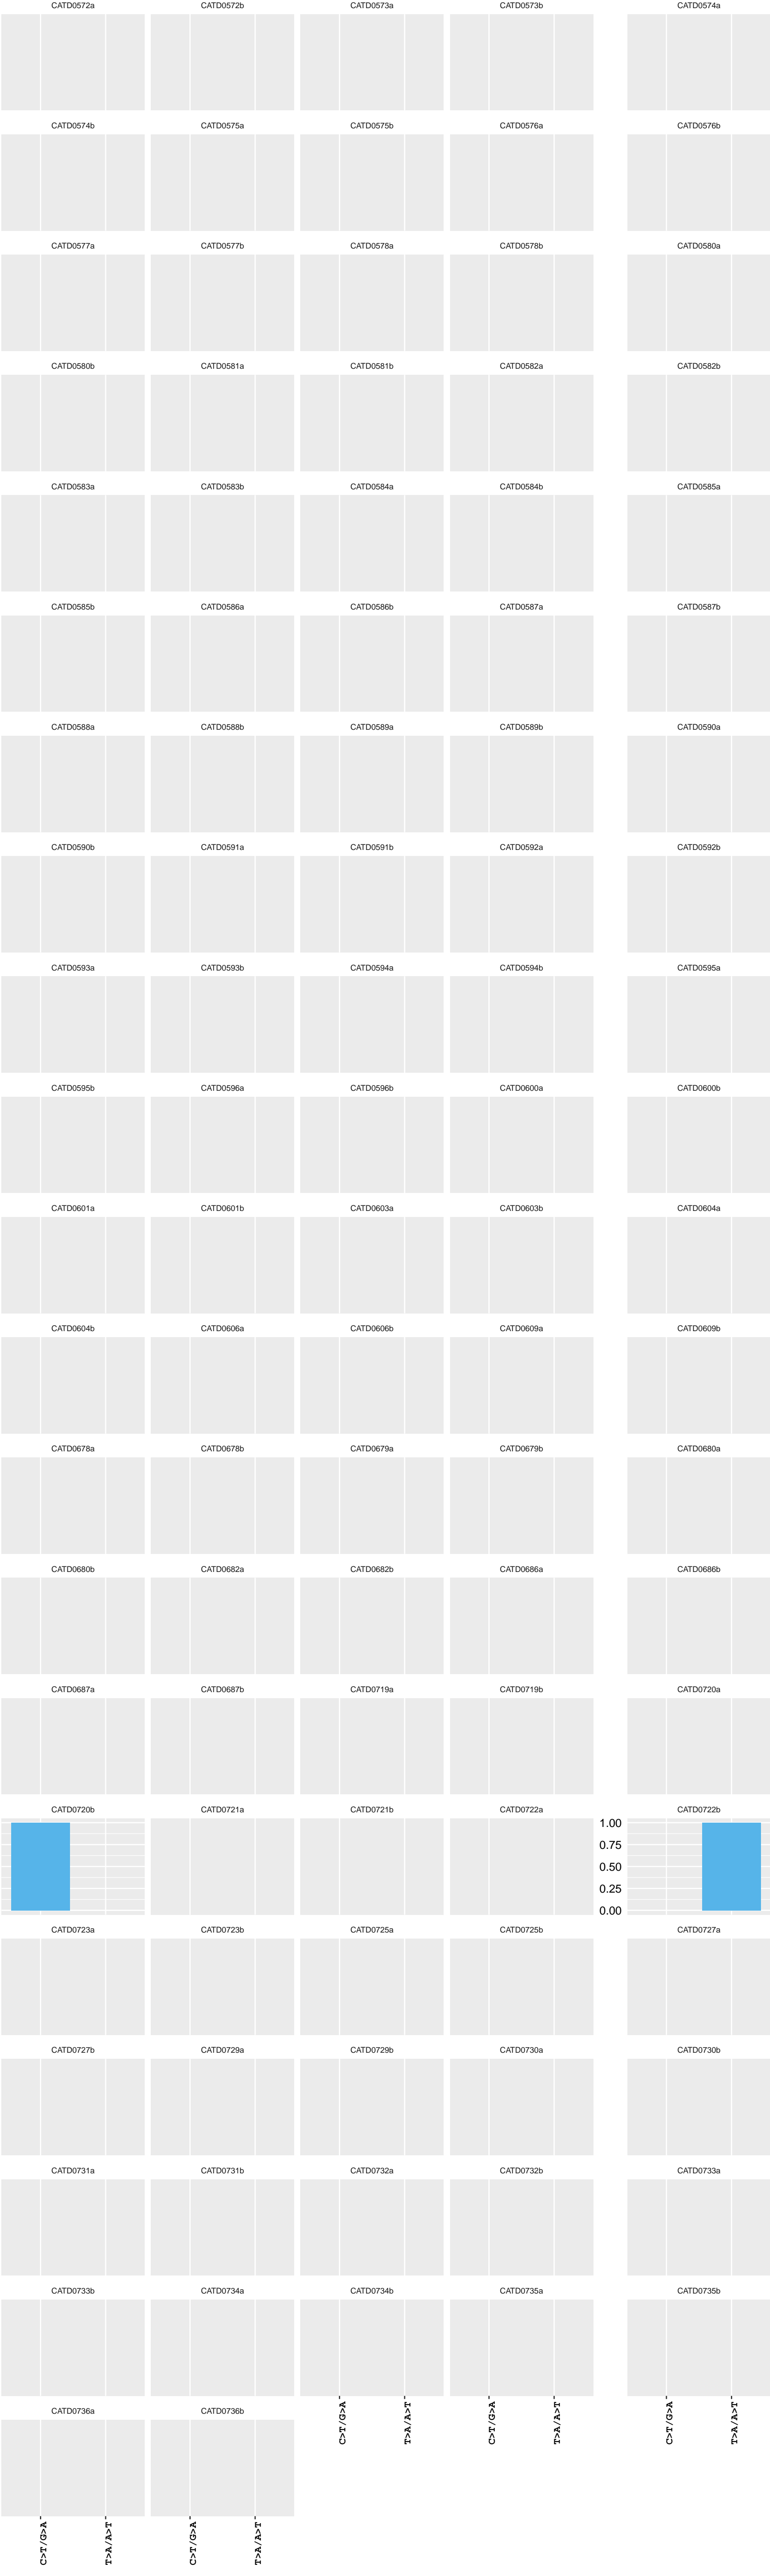 CATD0572a CATD0572b CATD0573a CATD0573b CATD0574a
CATD0574b CATD0575a CATD0575b CATD0576a CATD0576b
CATD0577a CATD0577b CATD0578a CATD0578b CATD0580a
CATD0580b CATD0581a CATD0581b CATD0582a CATD0582b
CATD0583a CATD0583b CATD0584a CATD0584b CATD0585a
CATD0585b CATD0586a CATD0586b CATD0587a CATD0587b
CATD0588a CATD0588b CATD0589a CATD0589b CATD0590a
CATD0590b CATD0591a CATD0591b CATD0592a CATD0592b
CATD0593a CATD0593b CATD0594a CATD0594b CATD0595a
CATD0595b CATD0596a CATD0596b CATD0600a CATD0600b
CATD0601a CATD0601b CATD0603a CATD0603b CATD0604a
CATD0604b CATD0606a CATD0606b CATD0609a CATD0609b
CATD0678a CATD0678b CATD0679a CATD0679b CATD0680a
CATD0680b CATD0682a CATD0682b CATD0686a CATD0686b
CATD0687a CATD0687b CATD0719a CATD0719b CATD0720a
CATD0720b CATD0721a CATD0721b CATD0722a CATD0722b
1.00
0.75
0.50
0.25
0.00
CATD0723a CATD0723b CATD0725a CATD0725b CATD0727a
CATD0727b CATD0729a CATD0729b CATD0730a CATD0730b
CATD0731a CATD0731b CATD0732a CATD0732b CATD0733a
CATD0733b CATD0734a CATD0734b CATD0735a CATD0735b
C>T/G>A T>A/A>T C>T/G>A T>A/A>T C>T/G>A T>A/A>T
CATD0736a CATD0736b
C>T/G>A T>A/A>T C>T/G>A T>A/A>T